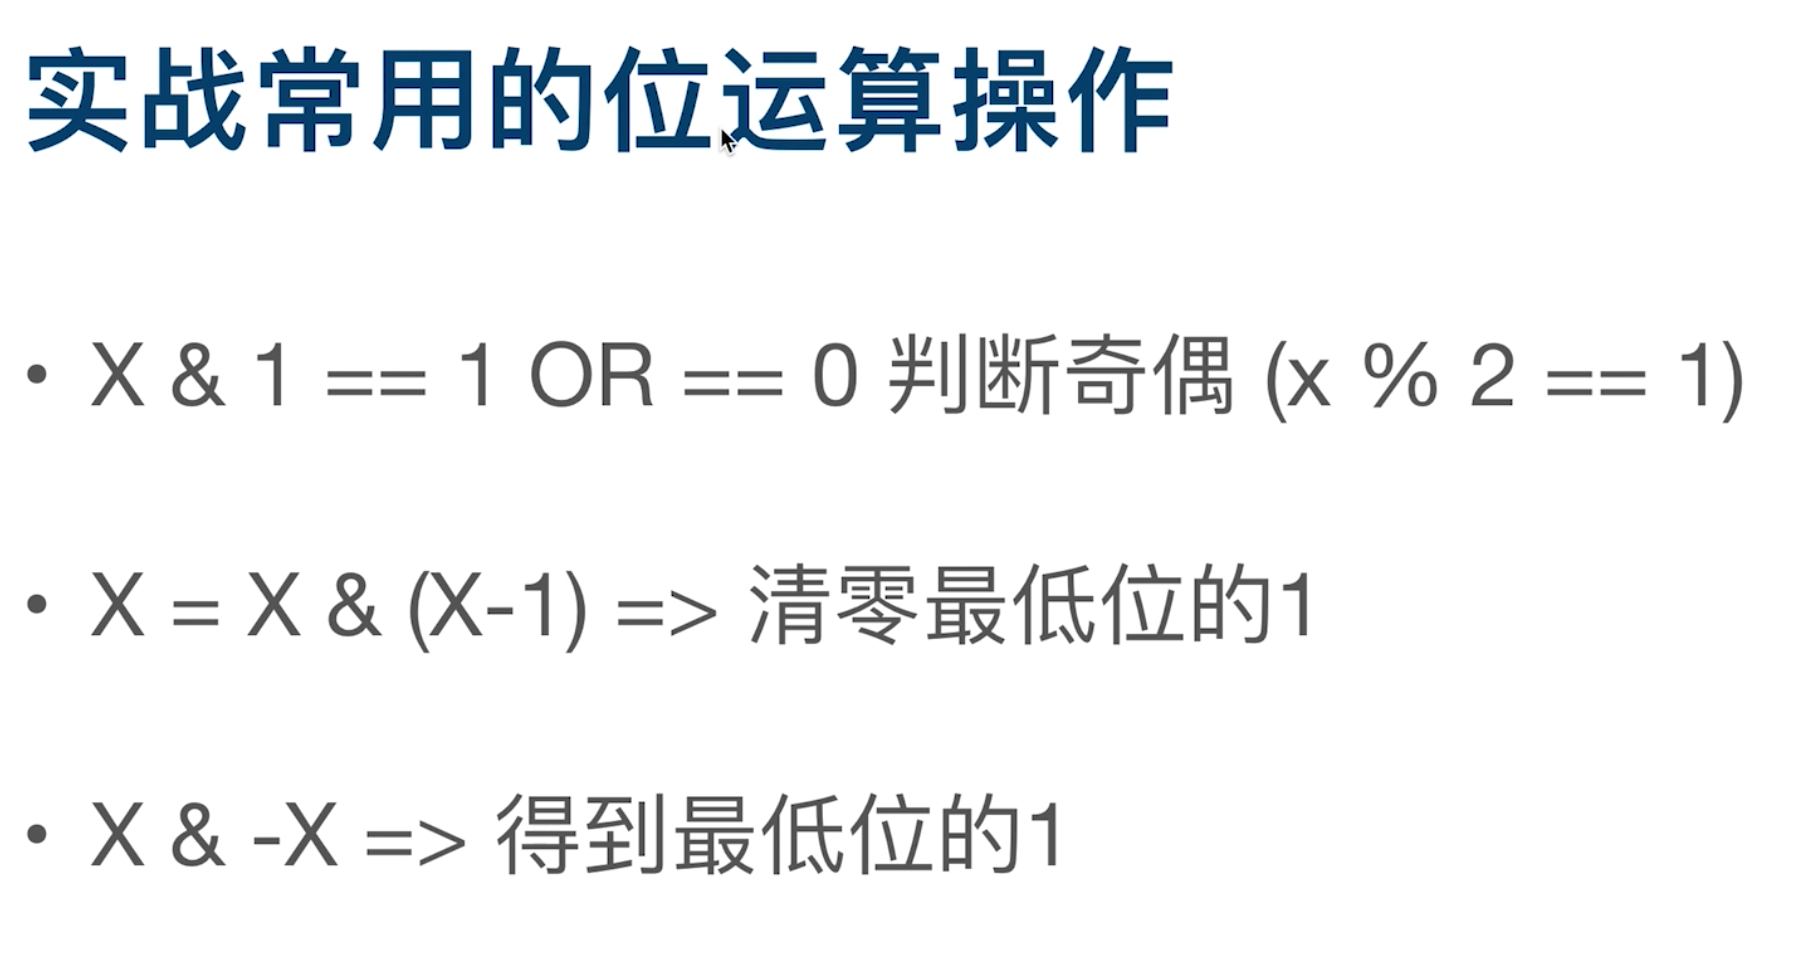 实战常用的位运算操作
• X & 1 == 1 OR == 0 判断奇偶 (x % 2 == 1)
• X = X & (X-1) => 清零最低位的1
• X & -X => 得到最低位的1